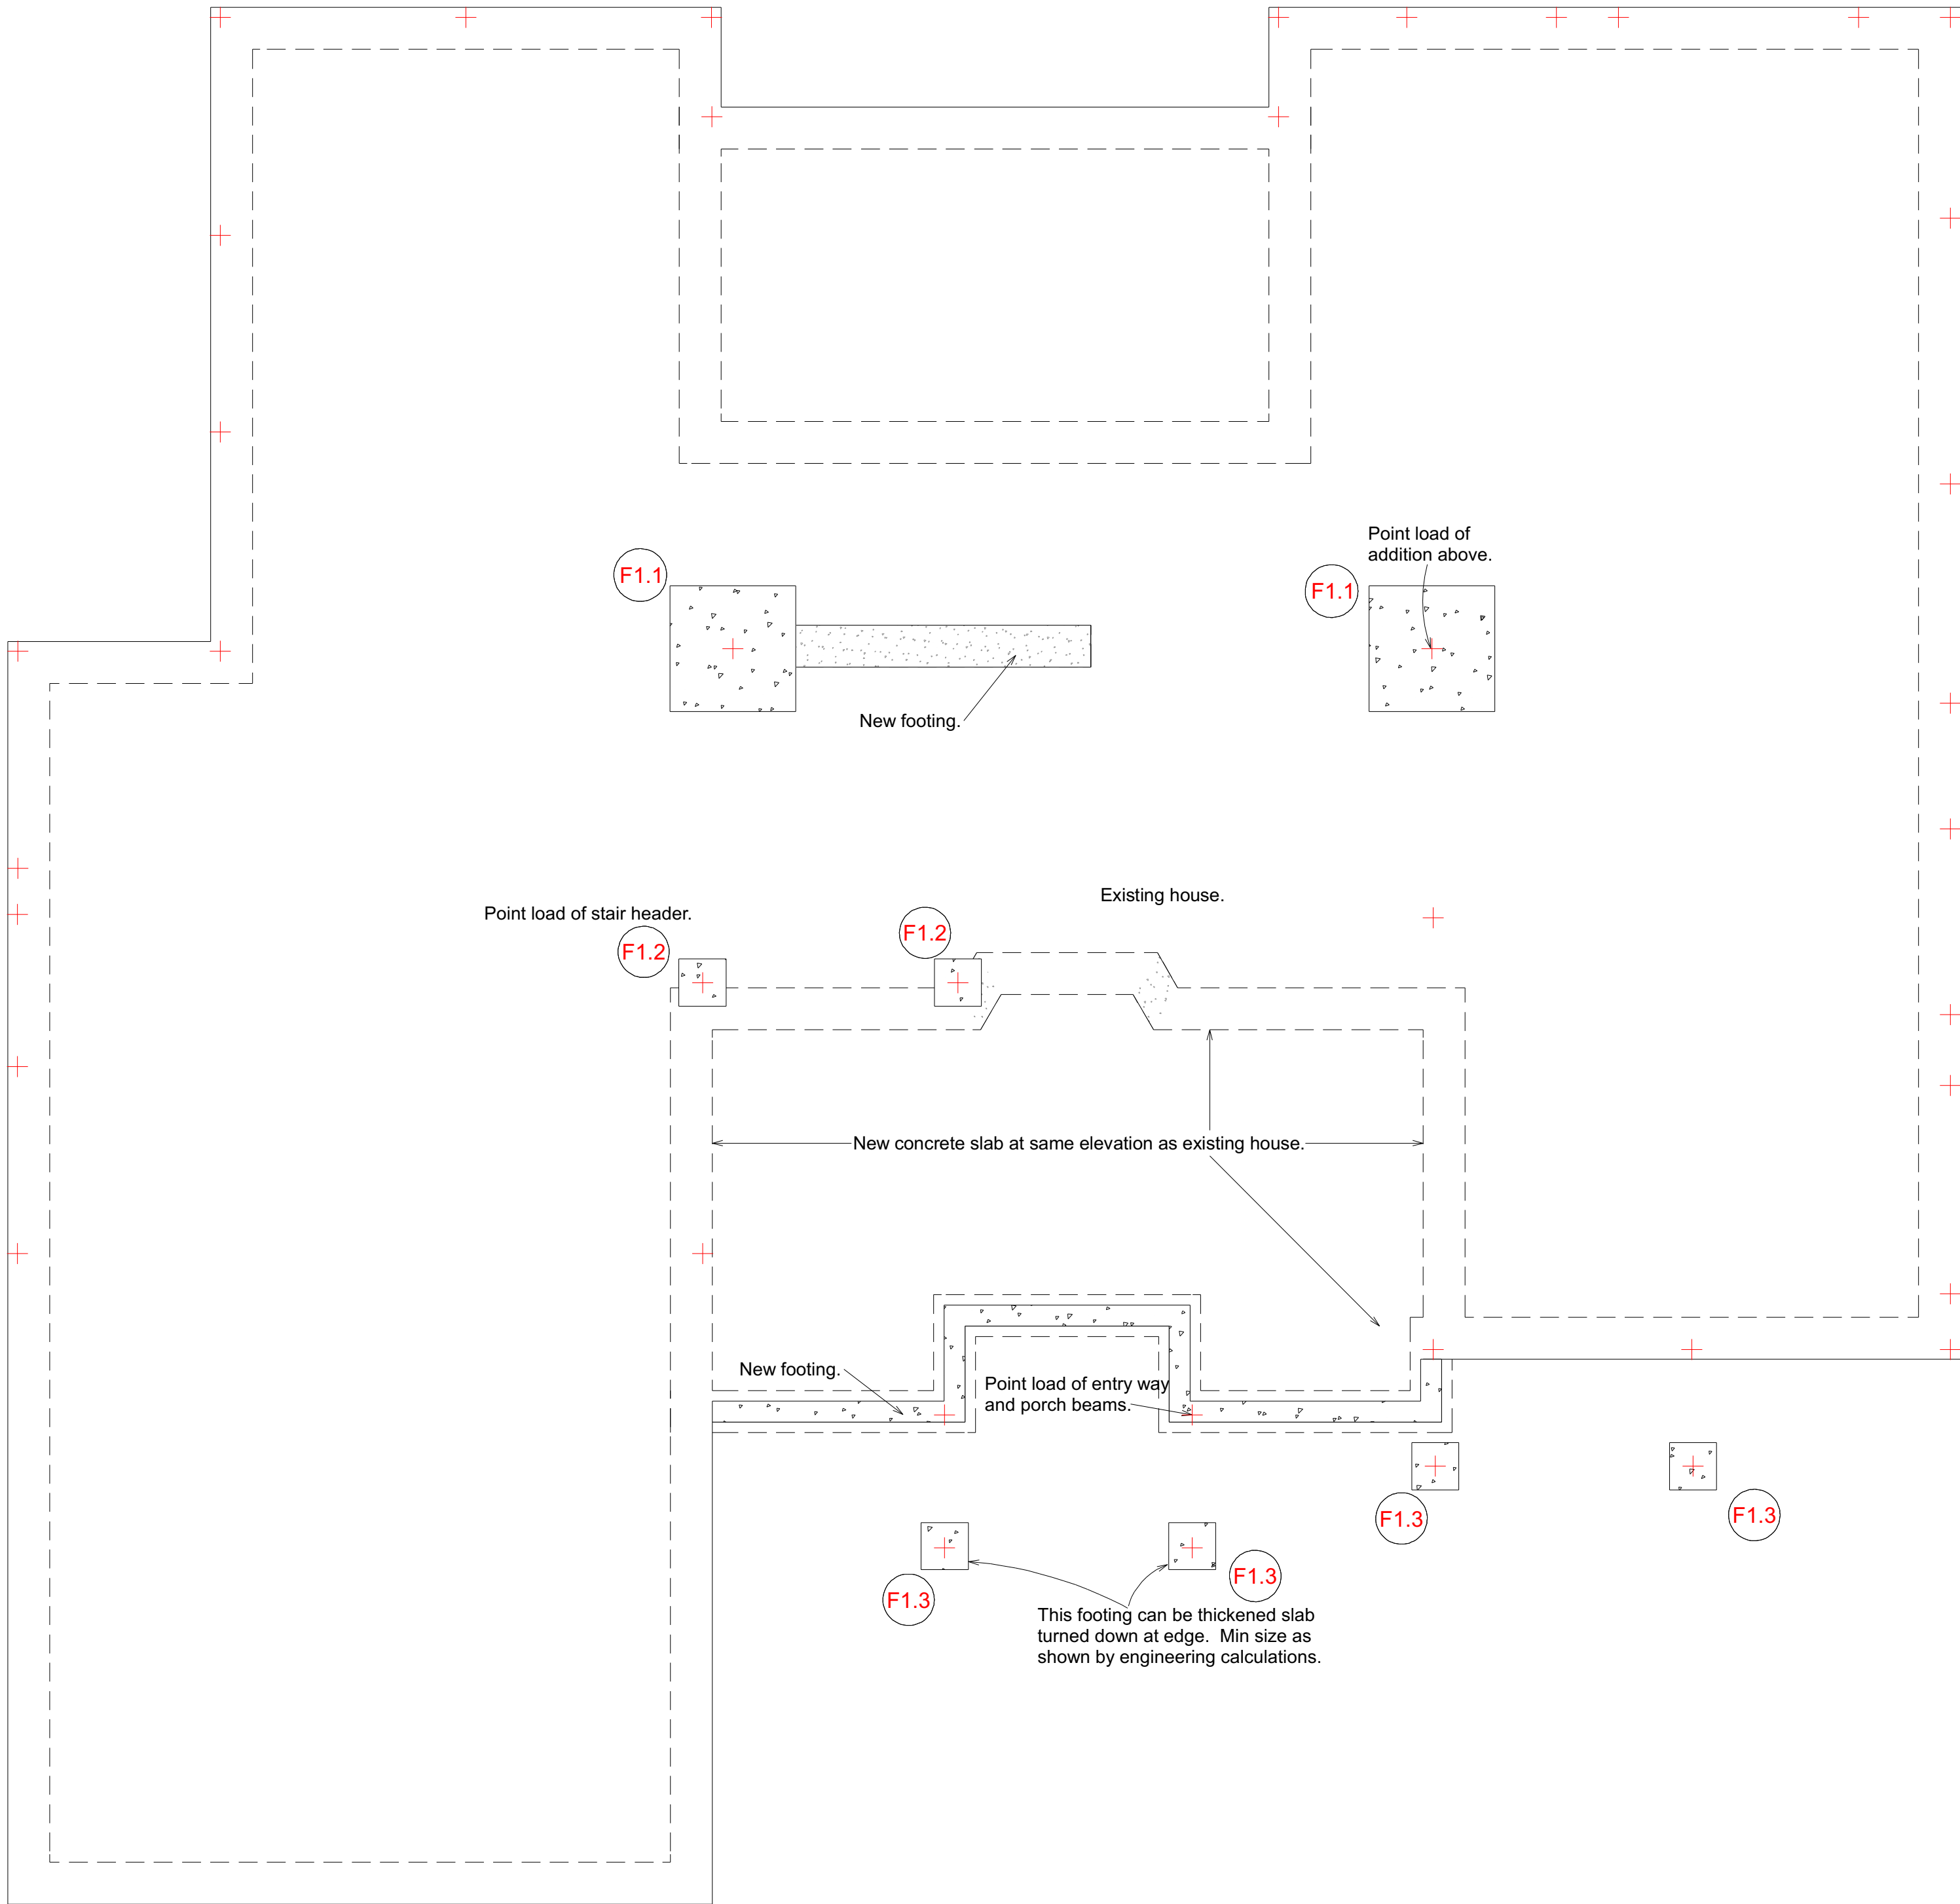 Point load of
addition above.
F1.1
F1.1
New footing.
Existing house.
Point load of stair header.
F1.2
F1.2
New concrete slab at same elevation as existing house.
New footing.
Point load of entry way
and porch beams.
F1.3
F1.3
F1.3
F1.3
This footing can be thickened slab
turned down at edge.  Min size as
shown by engineering calculations.